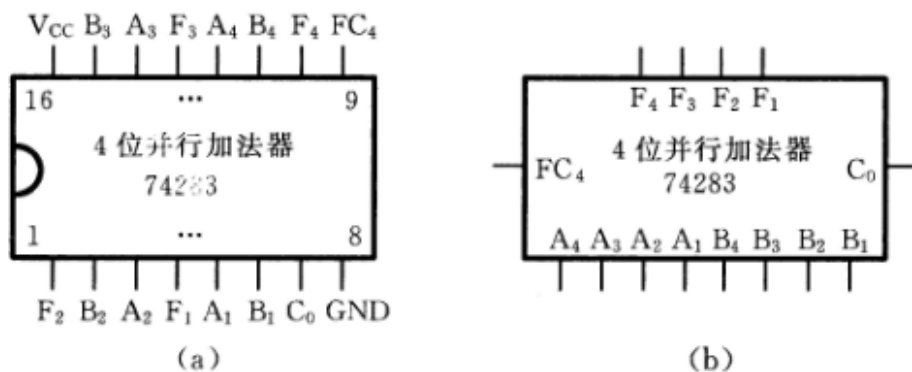 V_CC B₃ A₃ F₃ A₄ B₄ F₄ FC₄
16 ... 9
4 位并行加法器
74283
1 ... 8
F₂ B₂ A₂ F₁ A₁ B₁ C₀ GND
(a)
F₄ F₃ F₂ F₁
4 位并行加法器
FC₄ 74283 C₀
A₄ A₃ A₂ A₁ B₄ B₃ B₂ B₁
(b)